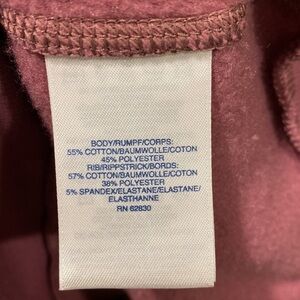 BODY/RUMPF/CORPS:
55% COTTON/BAUMWOLLE/COTON
45% POLYESTER
RIB/RIPPSTRICK/BORDS:
57% COTTON/BAUMWOLLE/COTON
38% POLYESTER
5% SPANDEX/ELASTANE/ELASTANE/
ELASTHANNE
RN 62830